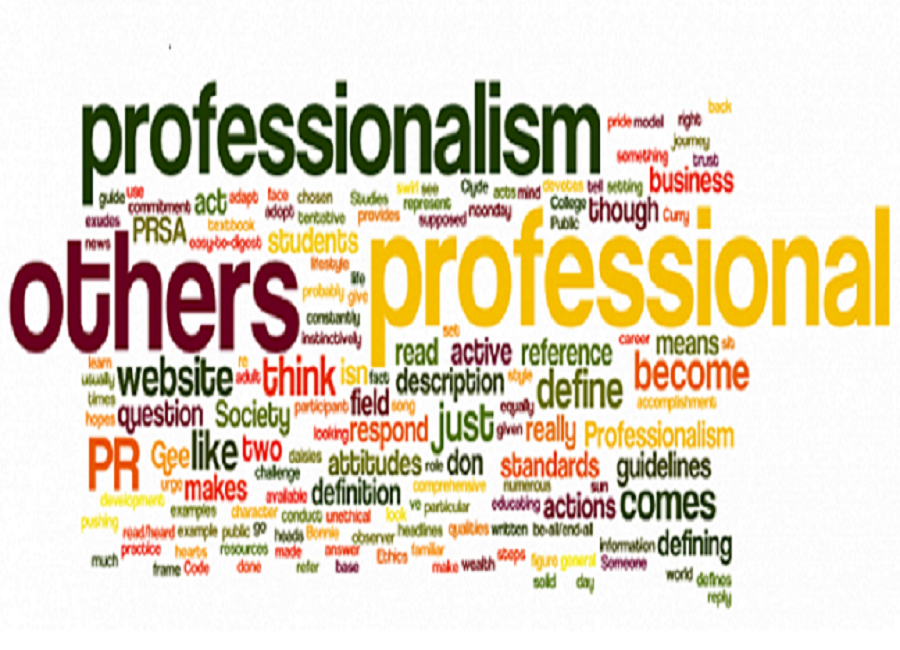 back
professionalism pride model right
journey
something trust
guide use act adapt face chosen Studies swirl see Clyde acts mind devotes tell setting business
commitment adopt tentative provides represent noonday College though Curry
exudes PRSA textbook supposed Public
news easy-to-digest students
others lifestyle life professional
probably give
constantly
instinctively set
read active reference career means sit
learn re
usually website adult think isn fact description style define become
times participant field song equally accomplishment
hopes question Society
looking respond just given really Professionalism
PR Gee like two daisies attitudes role don standards guidelines
challenge
urge makes available definition comprehensive numerous sun
development educating actions comes
examples character conduct unethical look ve particular
pushing
read/heard example public go heads Bonnie observer headlines qualities written be-all/end-all
information defining
much practice hearts resources made answer Ethics familiar steps
frame Code done refer base make wealth figure general Someone
solid day world defines
reply